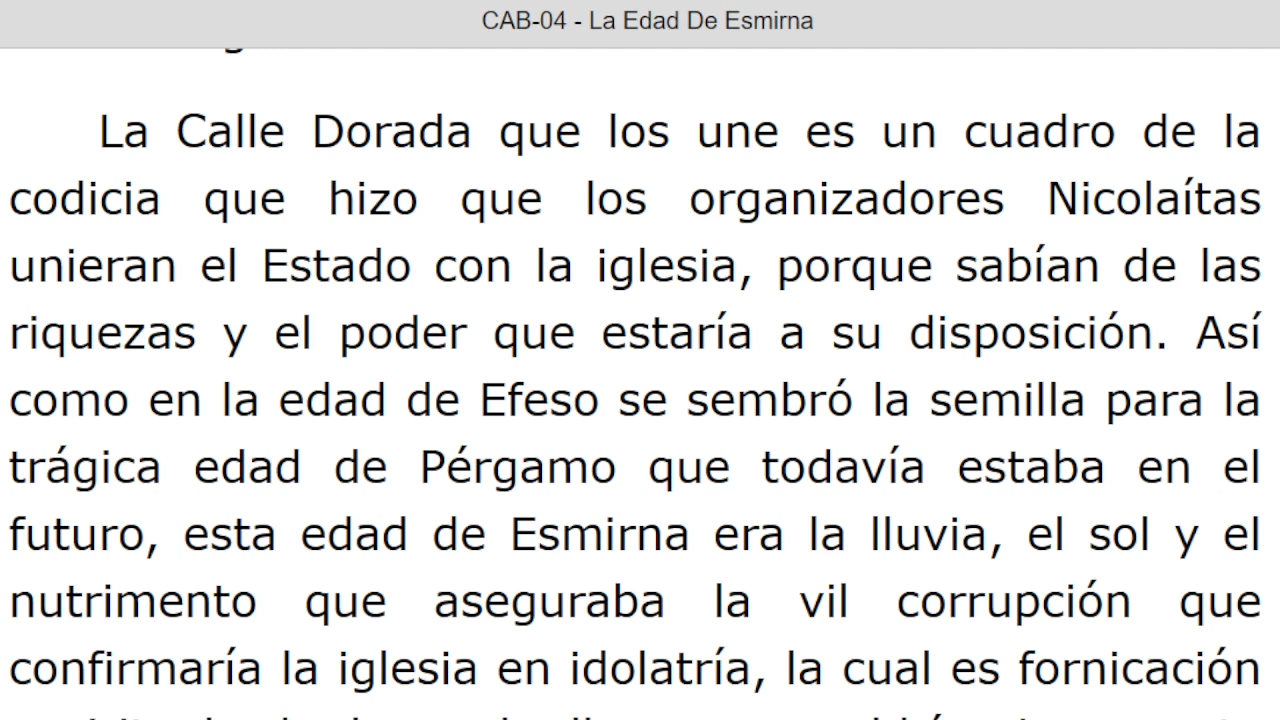 CAB-04 - La Edad De Esmirna
La Calle Dorada que los une es un cuadro de la
codicia que hizo que los organizadores Nicolaítas
unieran el Estado con la iglesia, porque sabían de las
riquezas y el poder que estaría a su disposición. Así
como en la edad de Efeso se sembró la semilla para la
trágica edad de Pérgamo que todavía estaba en el
futuro, esta edad de Esmirna era la lluvia, el sol y el
nutrimento que aseguraba la vil corrupción que
confirmaría la iglesia en idolatría, la cual es fornicación